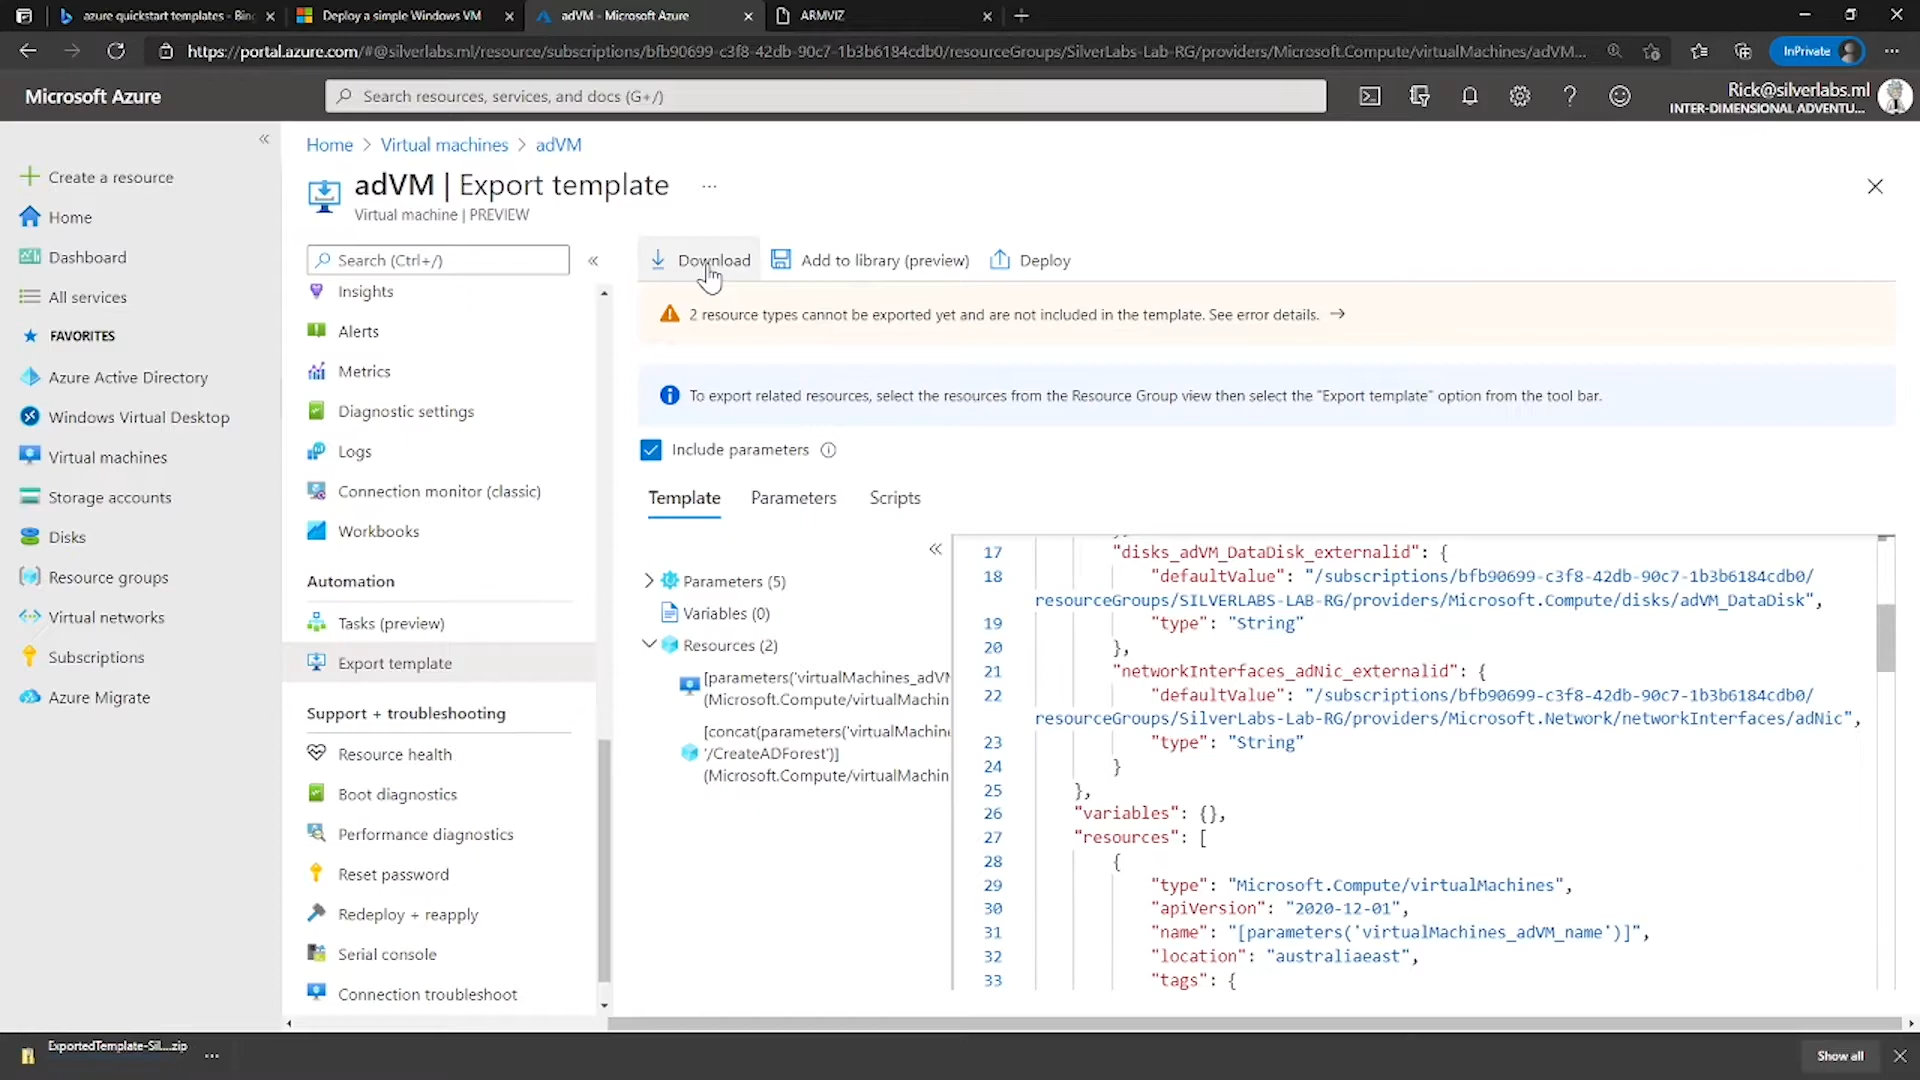 azure quickstart templates - Bing
Deploy a simple Windows VM
adVM - Microsoft Azure
ARMVIZ
https://portal.azure.com/#@silverlabs.ml/resource/subscriptions/bfb90699-c3f8-42db-90c7-1b3b6184cdb0/resourceGroups/SilverLabs-Lab-RG/providers/Microsoft.Compute/virtualMachines/adVM...
InPrivate
Microsoft Azure
Search resources, services, and docs (G+/)
Rick@silverlabs.ml
INTER-DIMENSIONAL ADVENTU...
Create a resource
Home
Dashboard
All services
FAVORITES
Azure Active Directory
Windows Virtual Desktop
Virtual machines
Storage accounts
Disks
Resource groups
Virtual networks
Subscriptions
Azure Migrate
Home > Virtual machines > adVM
adVM | Export template ...
Virtual machine | PREVIEW
Search (Ctrl+/)
Insights
Alerts
Metrics
Diagnostic settings
Logs
Connection monitor (classic)
Workbooks
Automation
Tasks (preview)
Export template
Support + troubleshooting
Resource health
Boot diagnostics
Performance diagnostics
Reset password
Redeploy + reapply
Serial console
Connection troubleshoot
Download
Add to library (preview)
Deploy
2 resource types cannot be exported yet and are not included in the template. See error details. →
To export related resources, select the resources from the Resource Group view then select the "Export template" option from the tool bar.
Include parameters
Template Parameters Scripts
Parameters (5)
Variables (0)
Resources (2)
[parameters('virtualMachines_adVM
(Microsoft.Compute/virtualMachin
[concat(parameters('virtualMachine
'/CreateADForest')]
(Microsoft.Compute/virtualMachin
17 "disks_adVM_DataDisk_externalid": {
18 "defaultValue": "/subscriptions/bfb90699-c3f8-42db-90c7-1b3b6184cdb0/
resourceGroups/SILVERLABS-LAB-RG/providers/Microsoft.Compute/disks/adVM_DataDisk",
19 "type": "String"
20 },
21 "networkInterfaces_adNic_externalid": {
22 "defaultValue": "/subscriptions/bfb90699-c3f8-42db-90c7-1b3b6184cdb0/
resourceGroups/SilverLabs-Lab-RG/providers/Microsoft.Network/networkInterfaces/adNic",
23 "type": "String"
24 }
25 },
26 "variables": {},
27 "resources": [
28 {
29 "type": "Microsoft.Compute/virtualMachines",
30 "apiVersion": "2020-12-01",
31 "name": "[parameters('virtualMachines_adVM_name')]",
32 "location": "australiaeast",
33 "tags": {
ExportedTemplate-Sil....zip
Show all